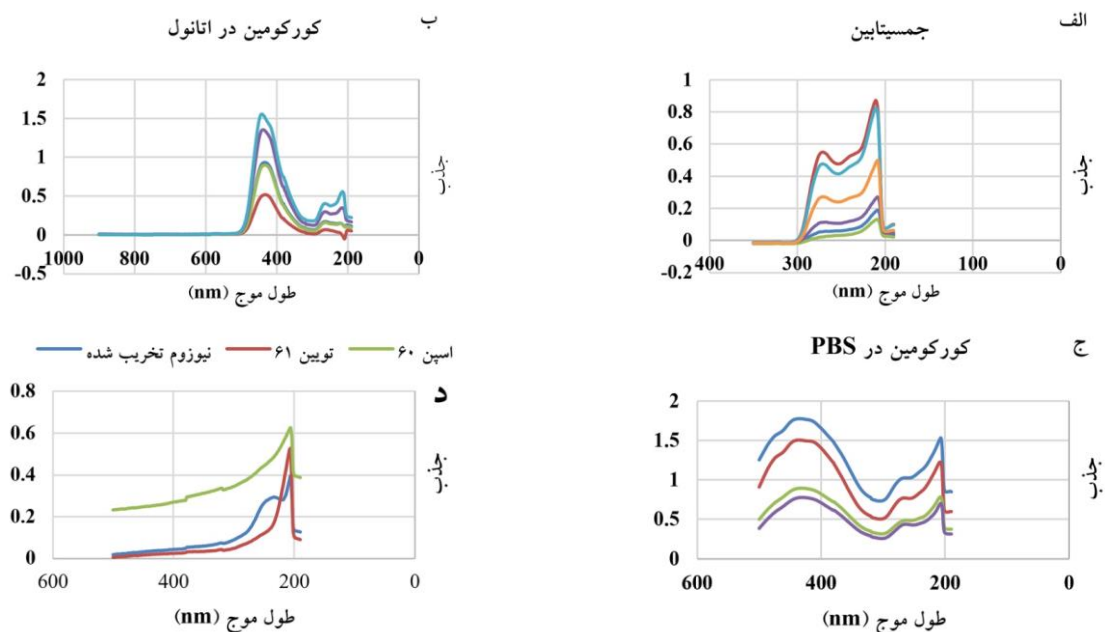 الف
جمسیتابین
1
0.8
0.6
0.4
0.2
0
-0.2
جذب
400 300 200 100 0
طول موج (nm)
ب
کورکومین در اتانول
2
1.5
1
0.5
0
-0.5
جذب
1000 800 600 400 200 0
طول موج (nm)
ج
کورکومین در PBS
2
1.5
1
0.5
0
جذب
600 400 200 0
طول موج (nm)
د
نیوزوم تخریب شده
تویین ۶۱
اسپن ۶۰
0.8
0.6
0.4
0.2
0
جذب
600 400 200 0
طول موج (nm)